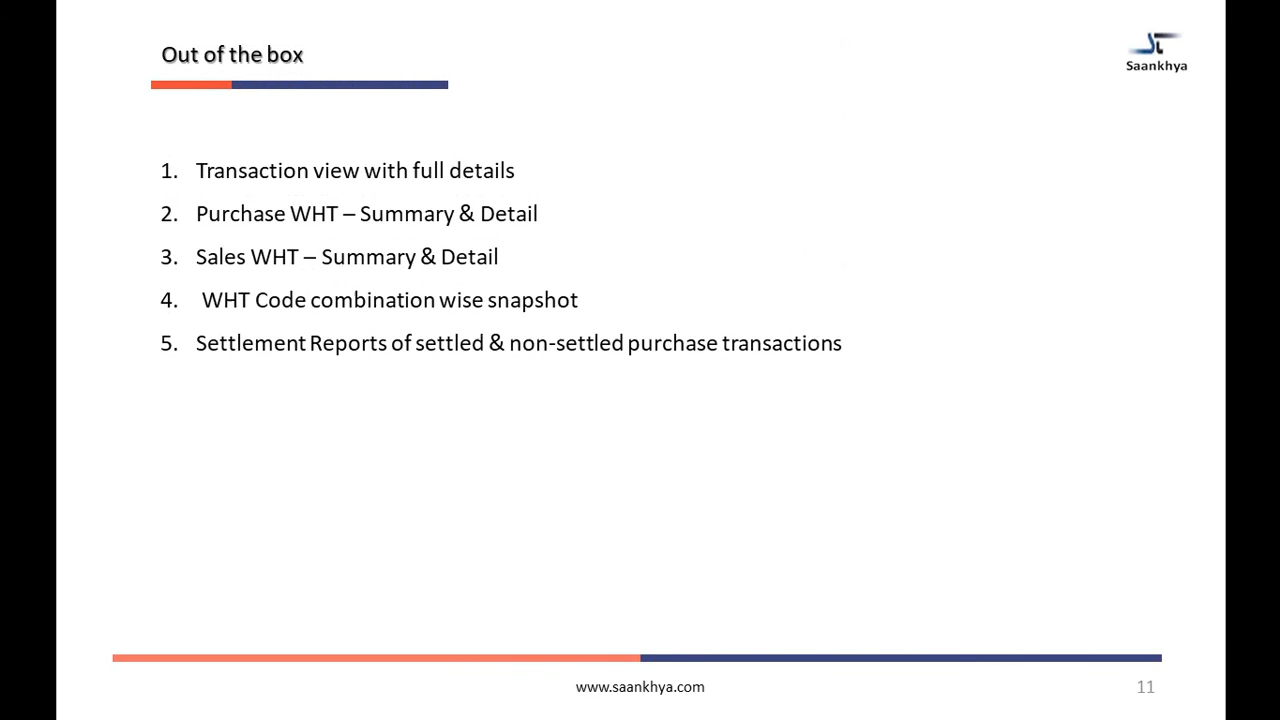 Out of the box
Saankhya
1. Transaction view with full details
2. Purchase WHT – Summary & Detail
3. Sales WHT – Summary & Detail
4. WHT Code combination wise snapshot
5. Settlement Reports of settled & non-settled purchase transactions
www.saankhya.com
11